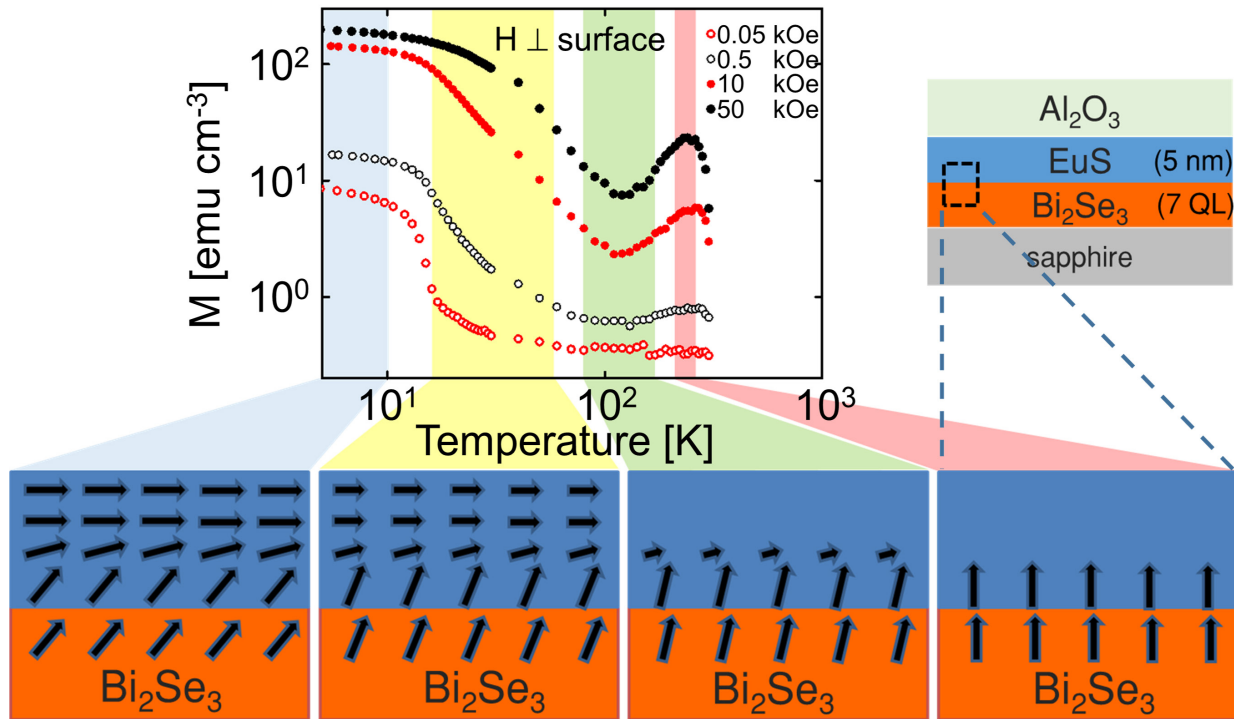 H ⊥ surface
0.05 kOe
0.5 kOe
10 kOe
50 kOe
10²
10¹
10⁰
M [emu cm⁻³]
10¹ 10² 10³
Temperature [K]
Al₂O₃
EuS (5 nm)
Bi₂Se₃ (7 QL)
sapphire
Bi₂Se₃ Bi₂Se₃ Bi₂Se₃ Bi₂Se₃